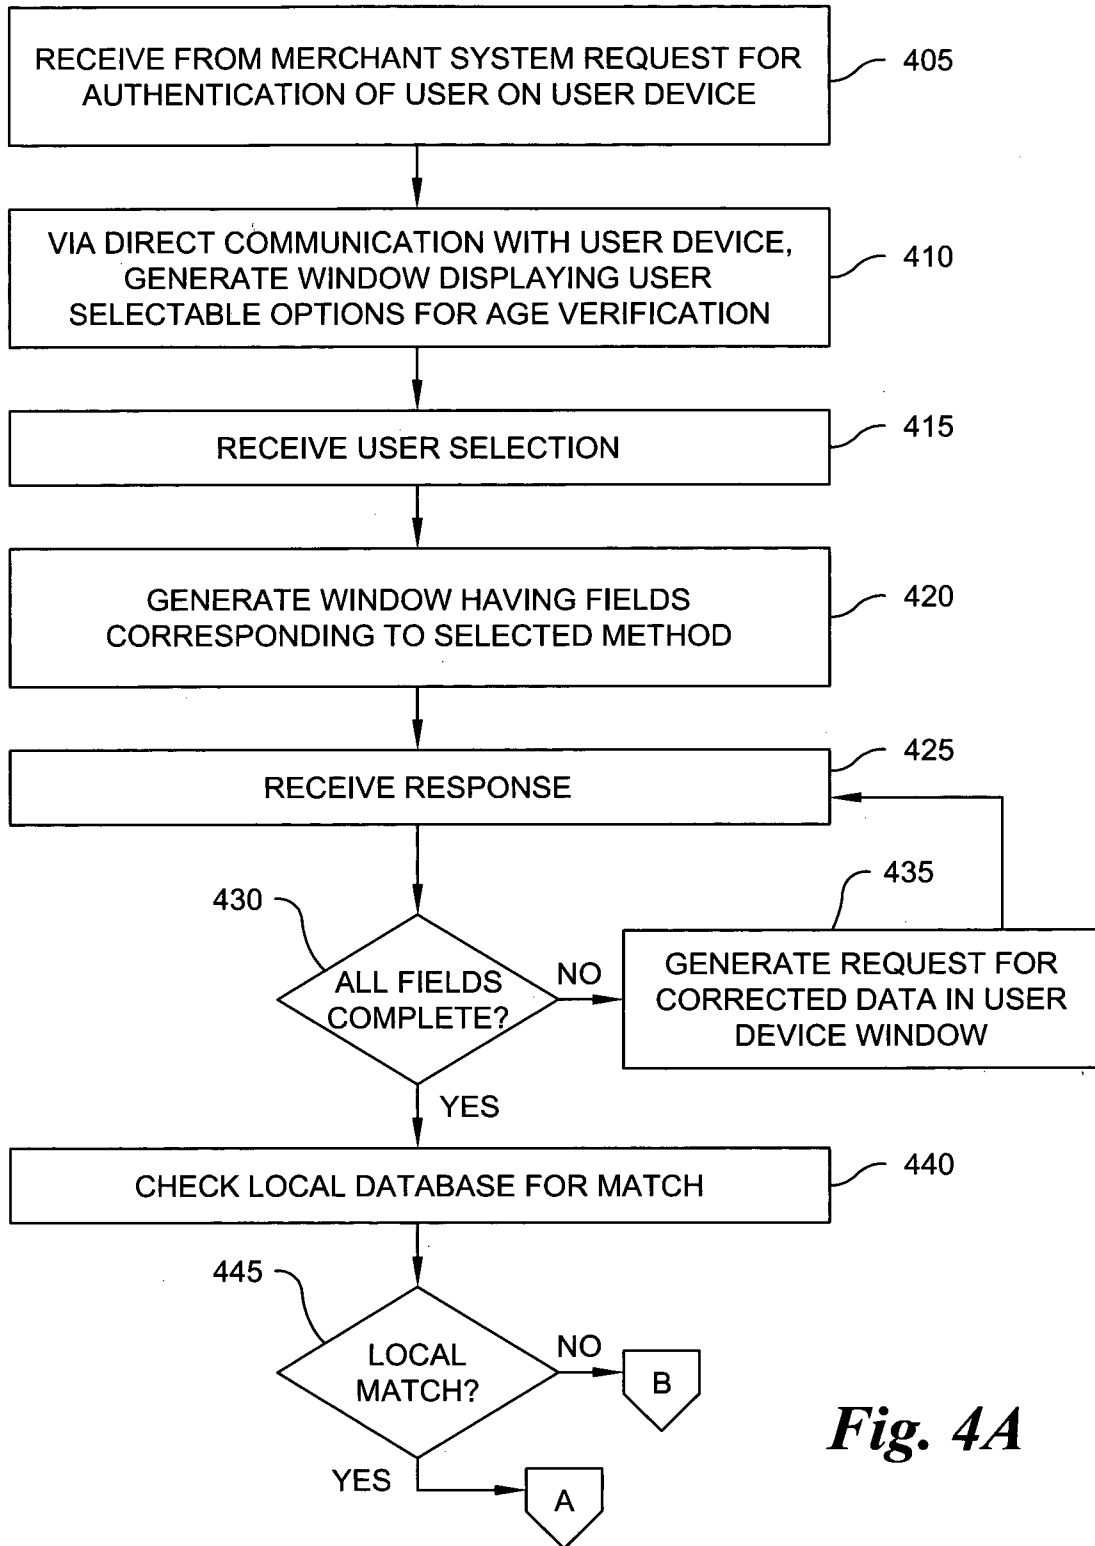 RECEIVE FROM MERCHANT SYSTEM REQUEST FOR
AUTHENTICATION OF USER ON USER DEVICE
405
VIA DIRECT COMMUNICATION WITH USER DEVICE,
GENERATE WINDOW DISPLAYING USER
SELECTABLE OPTIONS FOR AGE VERIFICATION
410
RECEIVE USER SELECTION
415
GENERATE WINDOW HAVING FIELDS
CORRESPONDING TO SELECTED METHOD
420
RECEIVE RESPONSE
425
430
ALL FIELDS
COMPLETE?
NO
435
GENERATE REQUEST FOR
CORRECTED DATA IN USER
DEVICE WINDOW
YES
CHECK LOCAL DATABASE FOR MATCH
440
445
LOCAL
MATCH?
NO
B
YES
A
Fig. 4A